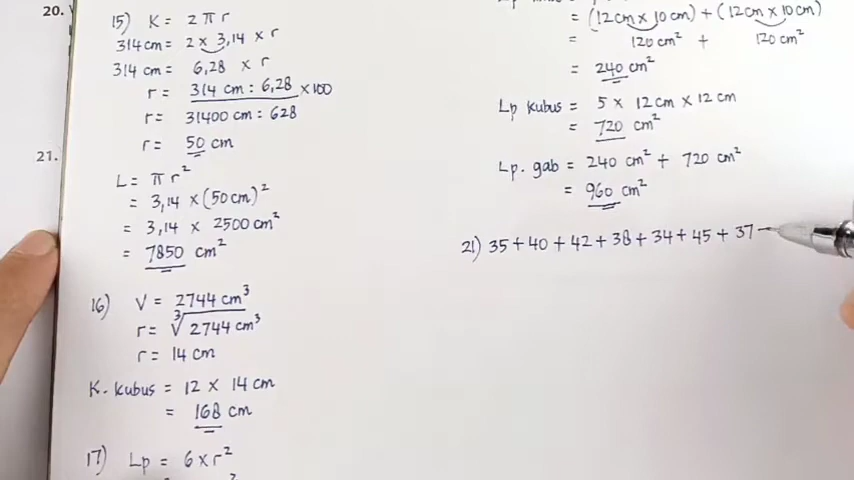 20.
15) K = 2 π r
314 cm = 2 x 3,14 x r
314 cm = 6,28 x r
r = 314 cm : 6,28 x 100
r = 31400 cm : 628
r = 50 cm
21.
L = π r²
= 3,14 x (50 cm)²
= 3,14 x 2500 cm²
= 7850 cm²
16) V = 2744 cm³
r = ∛2744 cm³
r = 14 cm
K. kubus = 12 x 14 cm
= 168 cm
17) Lp = 6 x r²
= (12 cm x 10 cm) + (12 cm x 10 cm)
= 120 cm² + 120 cm²
= 240 cm²
Lp kubus = 5 x 12 cm x 12 cm
= 720 cm²
Lp. gab = 240 cm² + 720 cm²
= 960 cm²
21) 35 + 40 + 42 + 38 + 34 + 45 + 37